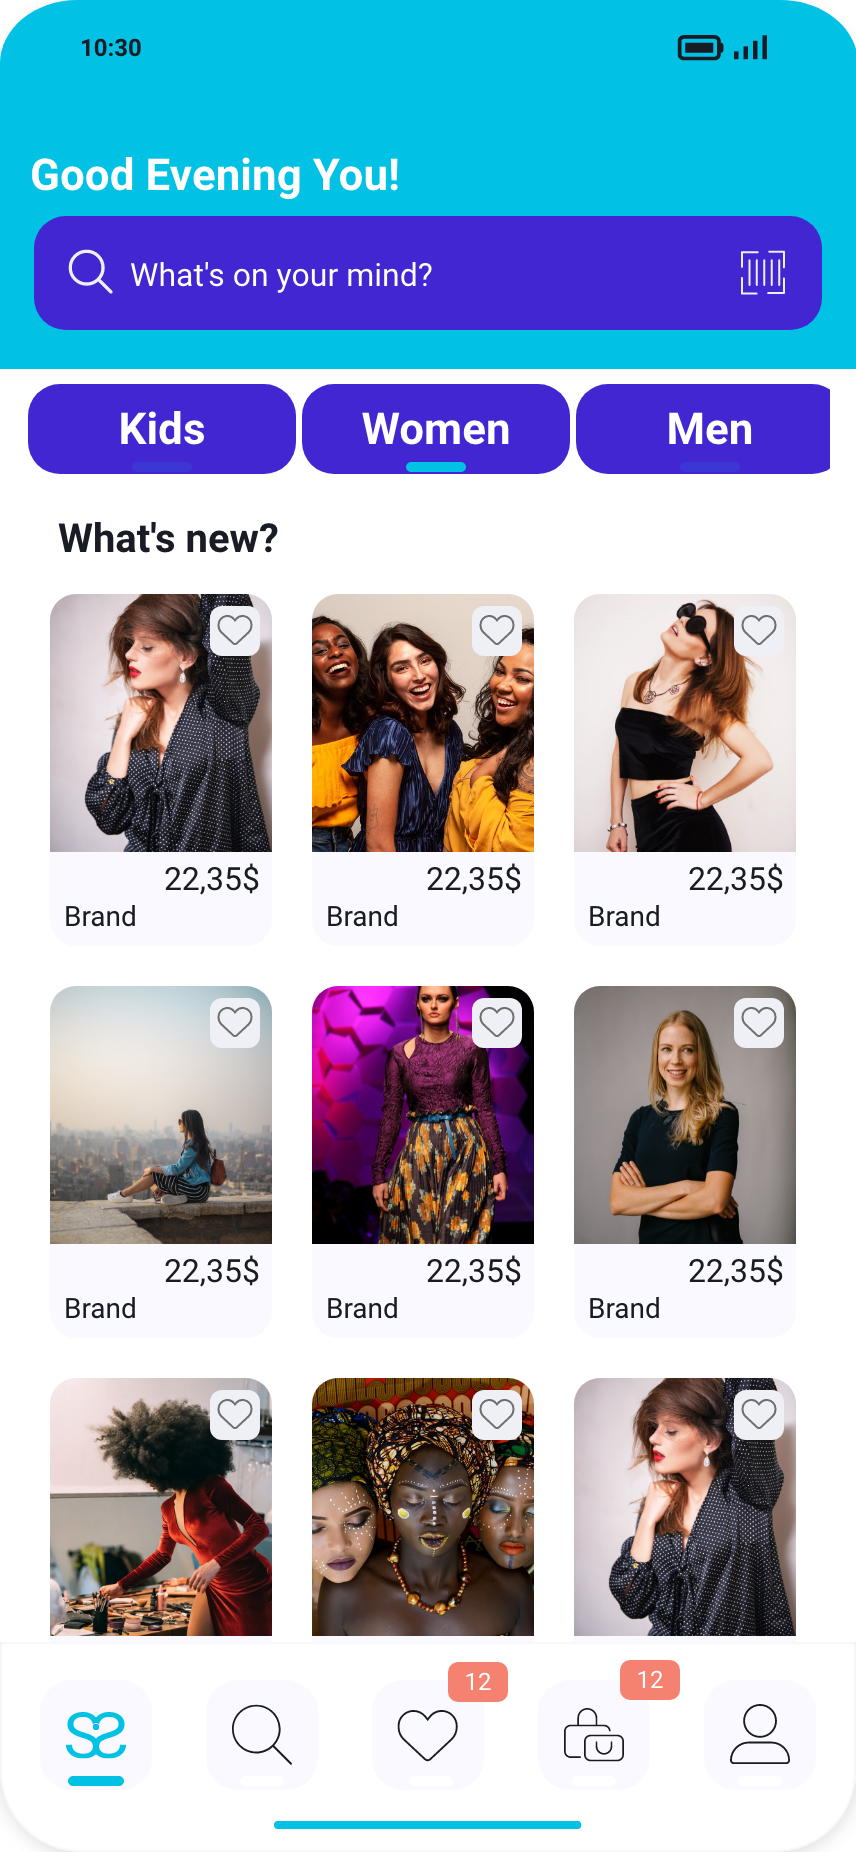 10:30
Good Evening You!
What's on your mind?
Kids Women Men
What's new?
22,35$ 22,35$ 22,35$
Brand Brand Brand
22,35$ 22,35$ 22,35$
Brand Brand Brand
12 12